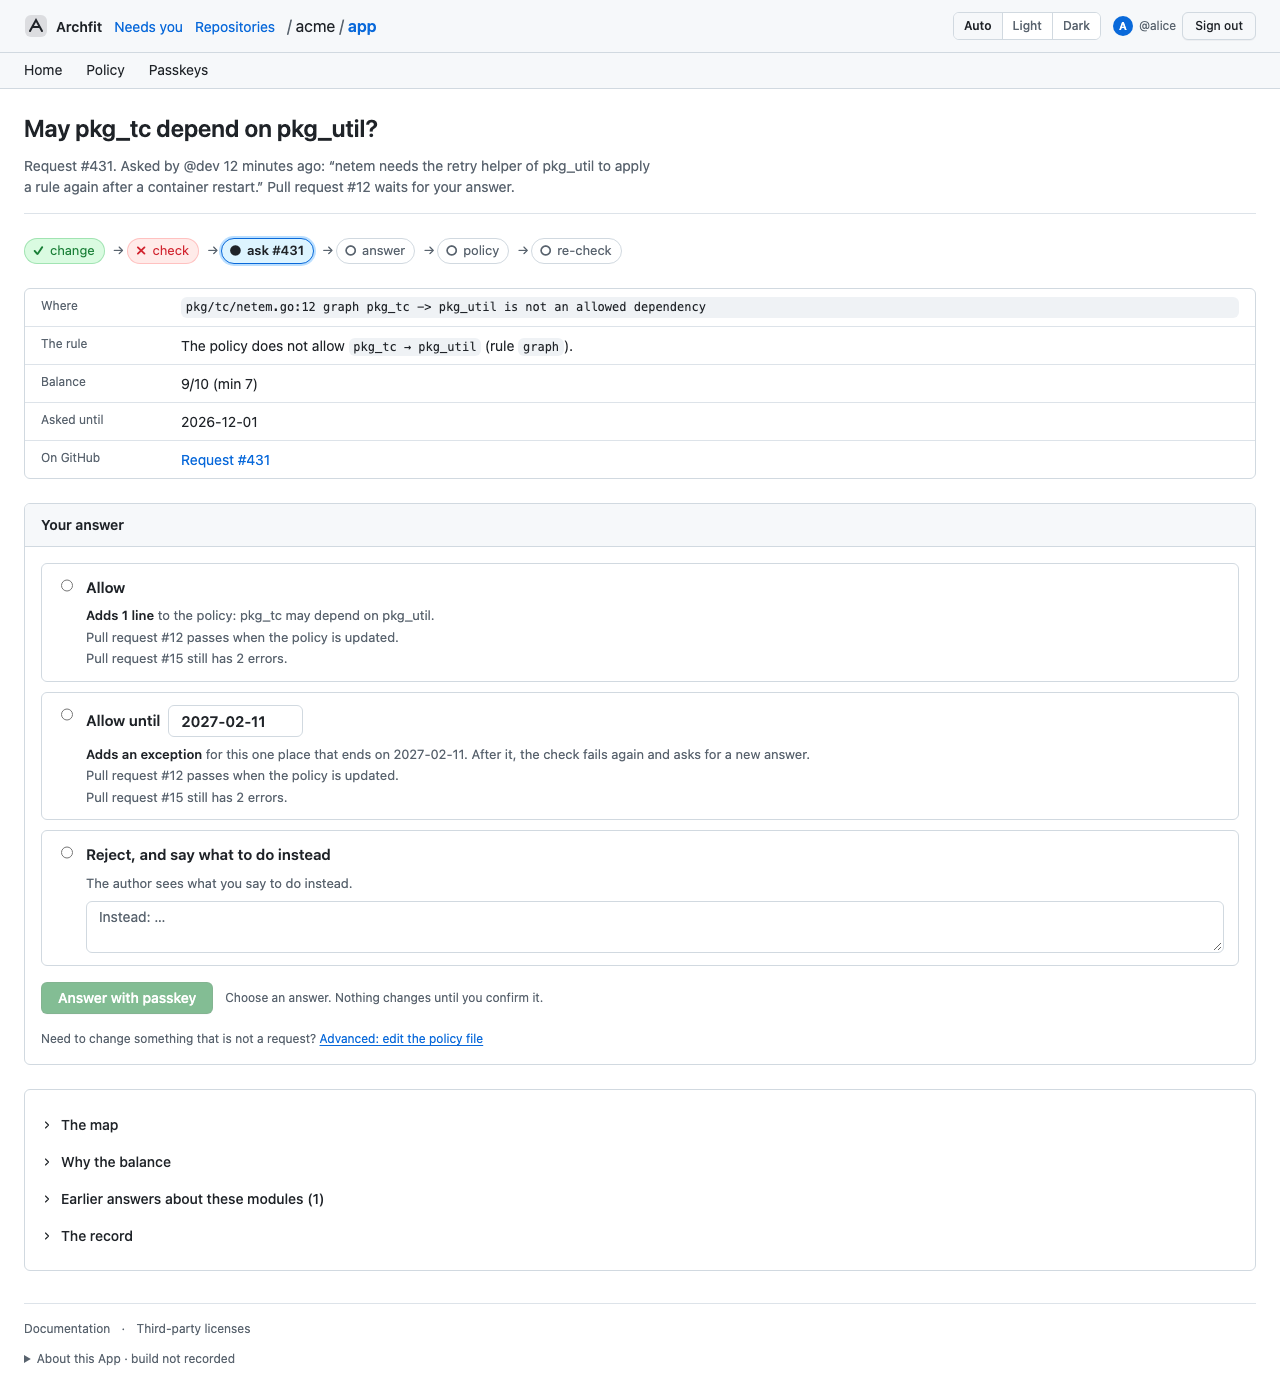 Archfit Needs you Repositories / acme / app Auto Light Dark A @alice Sign out
Home Policy Passkeys
May pkg_tc depend on pkg_util?
Request #431. Asked by @dev 12 minutes ago: “netem needs the retry helper of pkg_util to apply
a rule again after a container restart.” Pull request #12 waits for your answer.
change → check → ask #431 → answer → policy → re-check
Where pkg/tc/netem.go:12 graph pkg_tc —> pkg_util is not an allowed dependency
The rule The policy does not allow pkg_tc → pkg_util (rule graph ).
Balance 9/10 (min 7)
Asked until 2026-12-01
On GitHub Request #431
Your answer
Allow
Adds 1 line to the policy: pkg_tc may depend on pkg_util.
Pull request #12 passes when the policy is updated.
Pull request #15 still has 2 errors.
Allow until 2027-02-11
Adds an exception for this one place that ends on 2027-02-11. After it, the check fails again and asks for a new answer.
Pull request #12 passes when the policy is updated.
Pull request #15 still has 2 errors.
Reject, and say what to do instead
The author sees what you say to do instead.
Instead: ...
Answer with passkey Choose an answer. Nothing changes until you confirm it.
Need to change something that is not a request? Advanced: edit the policy file
The map
Why the balance
Earlier answers about these modules (1)
The record
Documentation · Third-party licenses
About this App · build not recorded